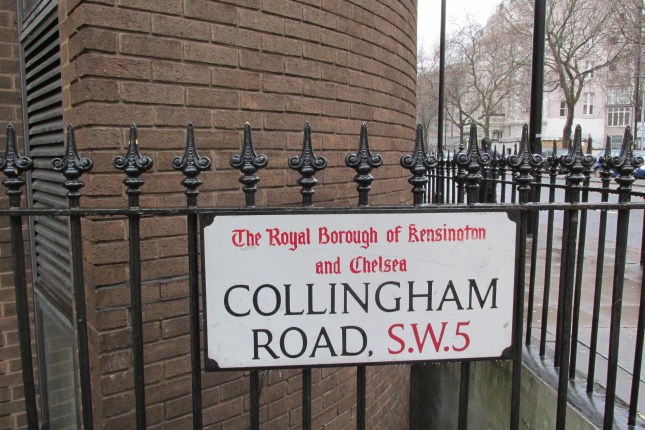 The Royal Borough of Kensington
and Chelsea
COLLINGHAM
ROAD, S.W.5